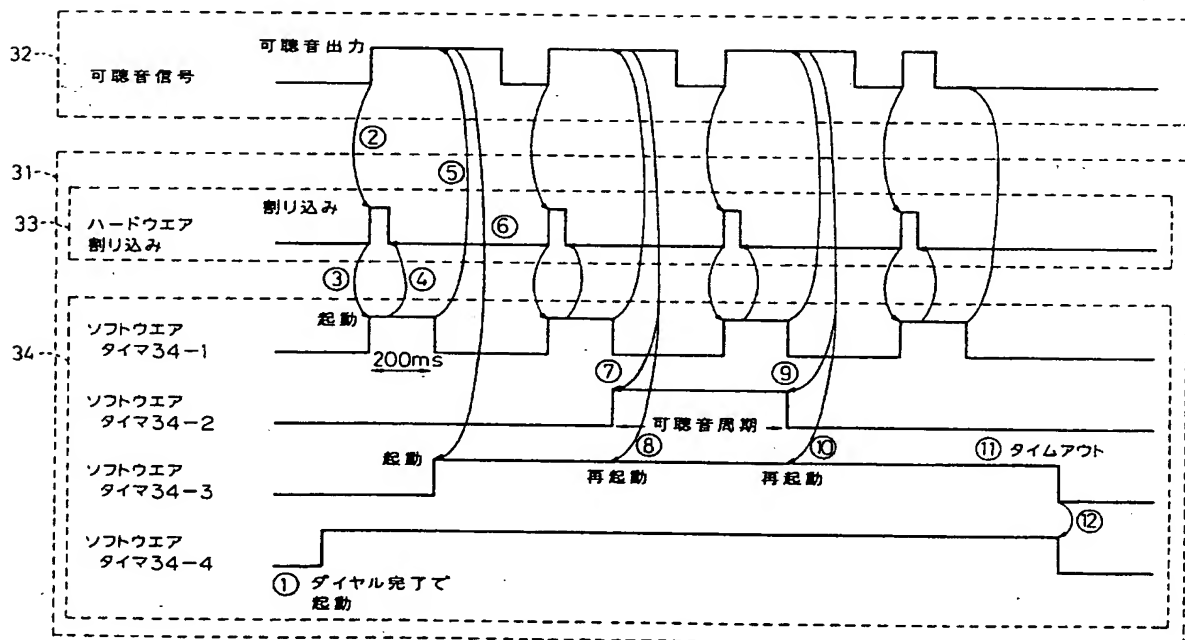 可聴音出力
32
可聴音信号
②
⑤
31
割り込み
33
ハードウエア
割り込み
⑥
③
④
起動
34
ソフトウエア
タイマ34-1
200ms
⑦
⑨
ソフトウエア
タイマ34-2
可聴音周期
起動
⑧
⑩
⑪ タイムアウト
ソフトウエア
タイマ34-3
再起動
再起動
⑫
ソフトウエア
タイマ34-4
① ダイヤル完了で
起動